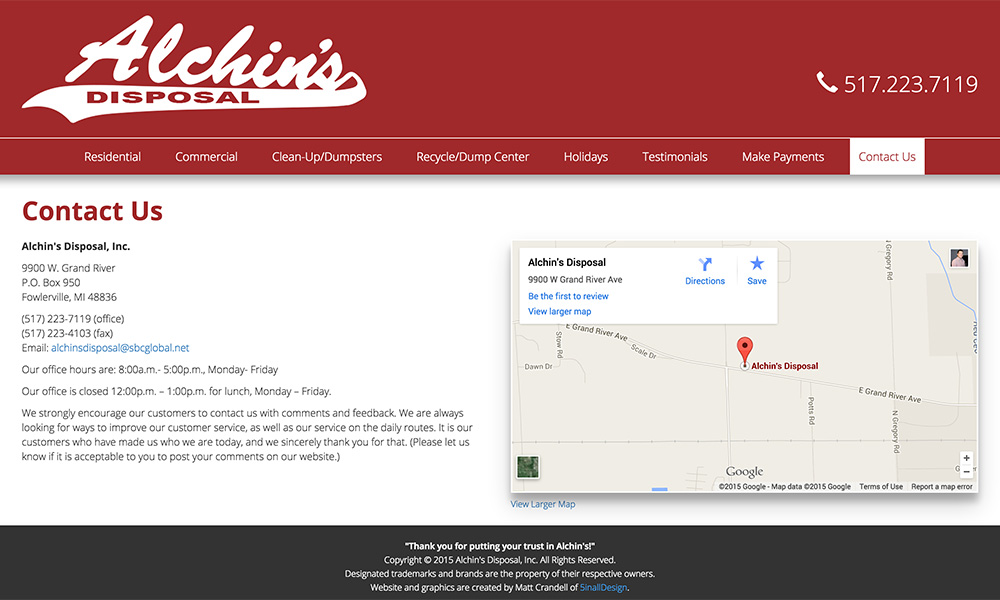 Alchin's
DISPOSAL
517.223.7119
Residential Commercial Clean-Up/Dumpsters Recycle/Dump Center Holidays Testimonials Make Payments Contact Us
Contact Us
Alchin's Disposal, Inc.
9900 W. Grand River
P.O. Box 950
Fowlerville, MI 48836
(517) 223-7119 (office)
(517) 223-4103 (fax)
Email: alchinsdisposal@sbcglobal.net
Our office hours are: 8:00a.m.- 5:00p.m., Monday- Friday
Our office is closed 12:00p.m. – 1:00p.m. for lunch, Monday – Friday.
We strongly encourage our customers to contact us with comments and feedback. We are always
looking for ways to improve our customer service, as well as our service on the daily routes. It is our
customers who have made us who we are today, and we sincerely thank you for that. (Please let us
know if it is acceptable to you to post your comments on our website.)
Alchin's Disposal
9900 W Grand River Ave
Be the first to review
View larger map
Directions
Save
N Gregory Rd
E Grand River Ave
Stow Rd
Scale Dr
Dawn Dr
Alchin's Disposal
E Grand River Ave
Potts Rd
N Gregory Rd
+
−
Google
©2015 Google - Map data ©2015 Google Terms of Use Report a map error
View Larger Map
"Thank you for putting your trust in Alchin's!"
Copyright © 2015 Alchin's Disposal, Inc. All Rights Reserved.
Designated trademarks and brands are the property of their respective owners.
Website and graphics are created by Matt Crandell of 5inallDesign.